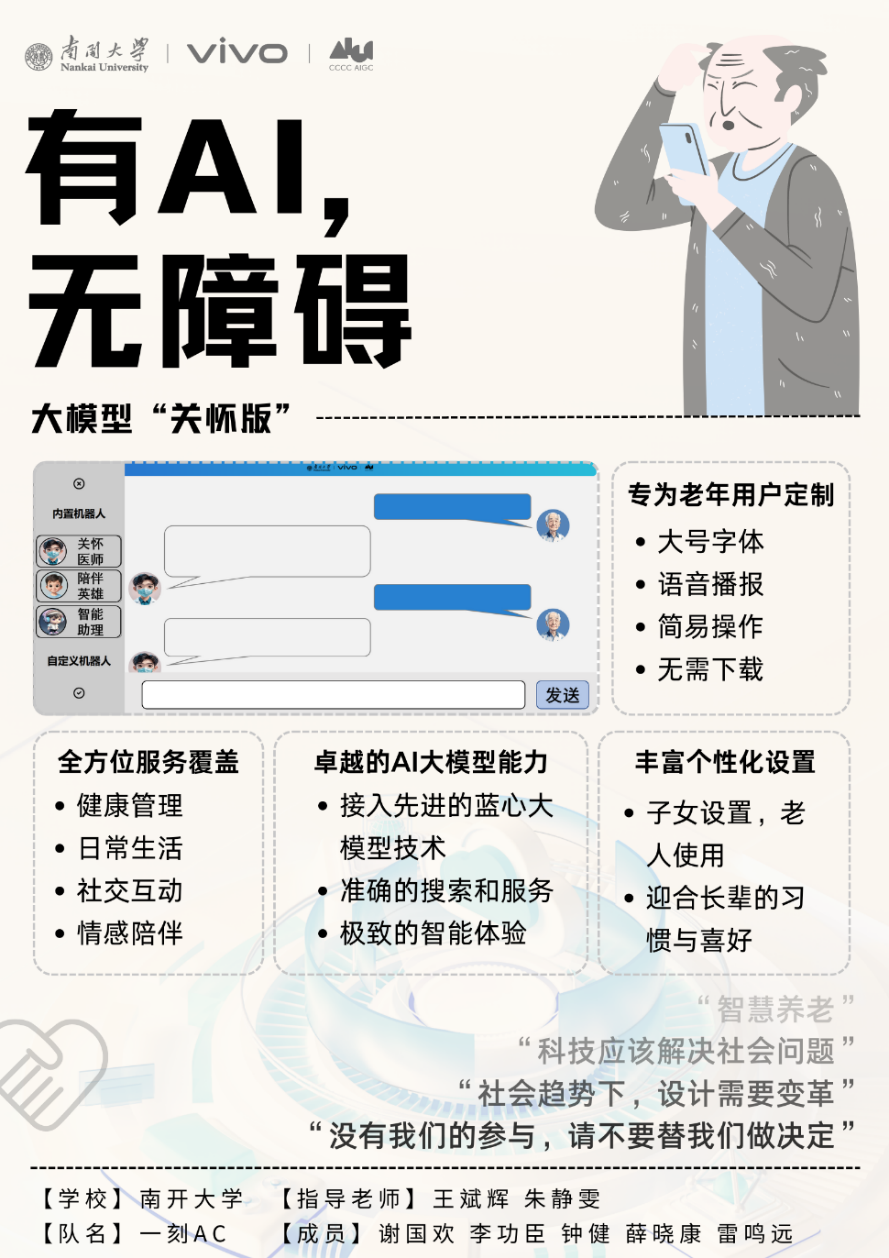 南开大学
Nankai University
vivo
AIGC
CCCC AIGC
有AI,
无障碍
大模型“关怀版”
南开大学 vivo
内置机器人
关怀
医师
陪伴
英雄
智能
助理
自定义机器人
发送
专为老年用户定制
• 大号字体
• 语音播报
• 简易操作
• 无需下载
全方位服务覆盖
• 健康管理
• 日常生活
• 社交互动
• 情感陪伴
卓越的AI大模型能力
• 接入先进的蓝心大
模型技术
• 准确的搜索和服务
• 极致的智能体验
丰富个性化设置
• 子女设置，老
人使用
• 迎合长辈的习
惯与喜好
“智慧养老”
“科技应该解决社会问题”
“社会趋势下，设计需要变革”
“没有我们的参与，请不要替我们做决定”
【学校】南开大学 【指导老师】王斌辉 朱静雯
【队名】一刻AC 【成员】谢国欢 李功臣 钟健 薛晓康 雷鸣远